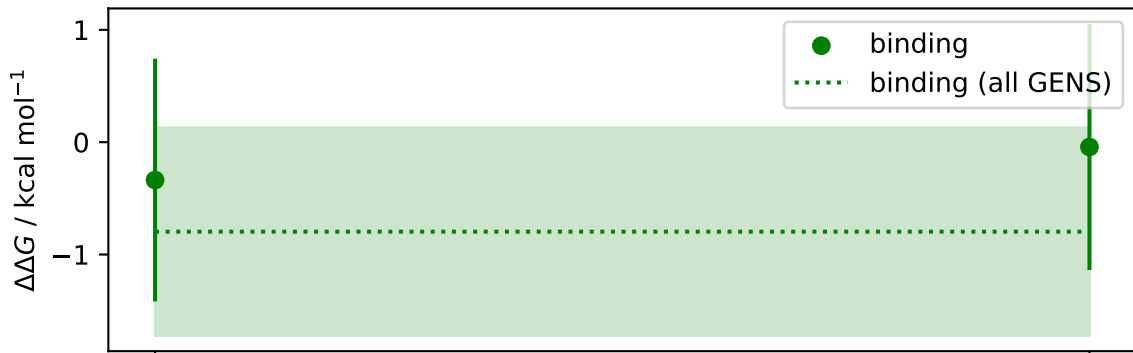 1
0
−1
ΔΔG / kcal mol⁻¹
binding
binding (all GENS)